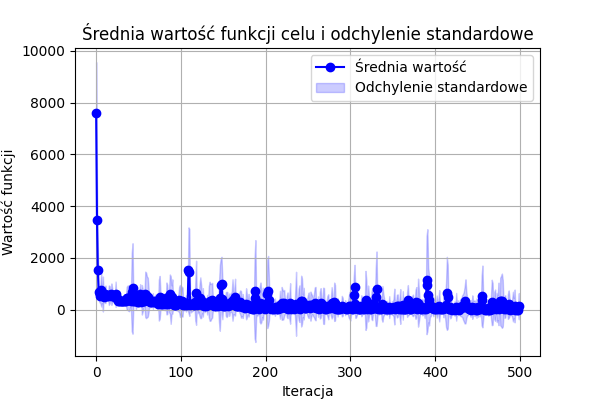 Średnia wartość funkcji celu i odchylenie standardowe
10000
8000
6000
4000
2000
0
Wartość funkcji
Średnia wartość
Odchylenie standardowe
0 100 200 300 400 500
Iteracja